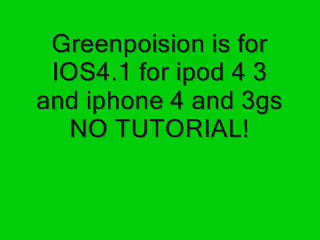 Greenpoision is for
IOS4.1 for ipod 4 3
and iphone 4 and 3gs
NO TUTORIAL!